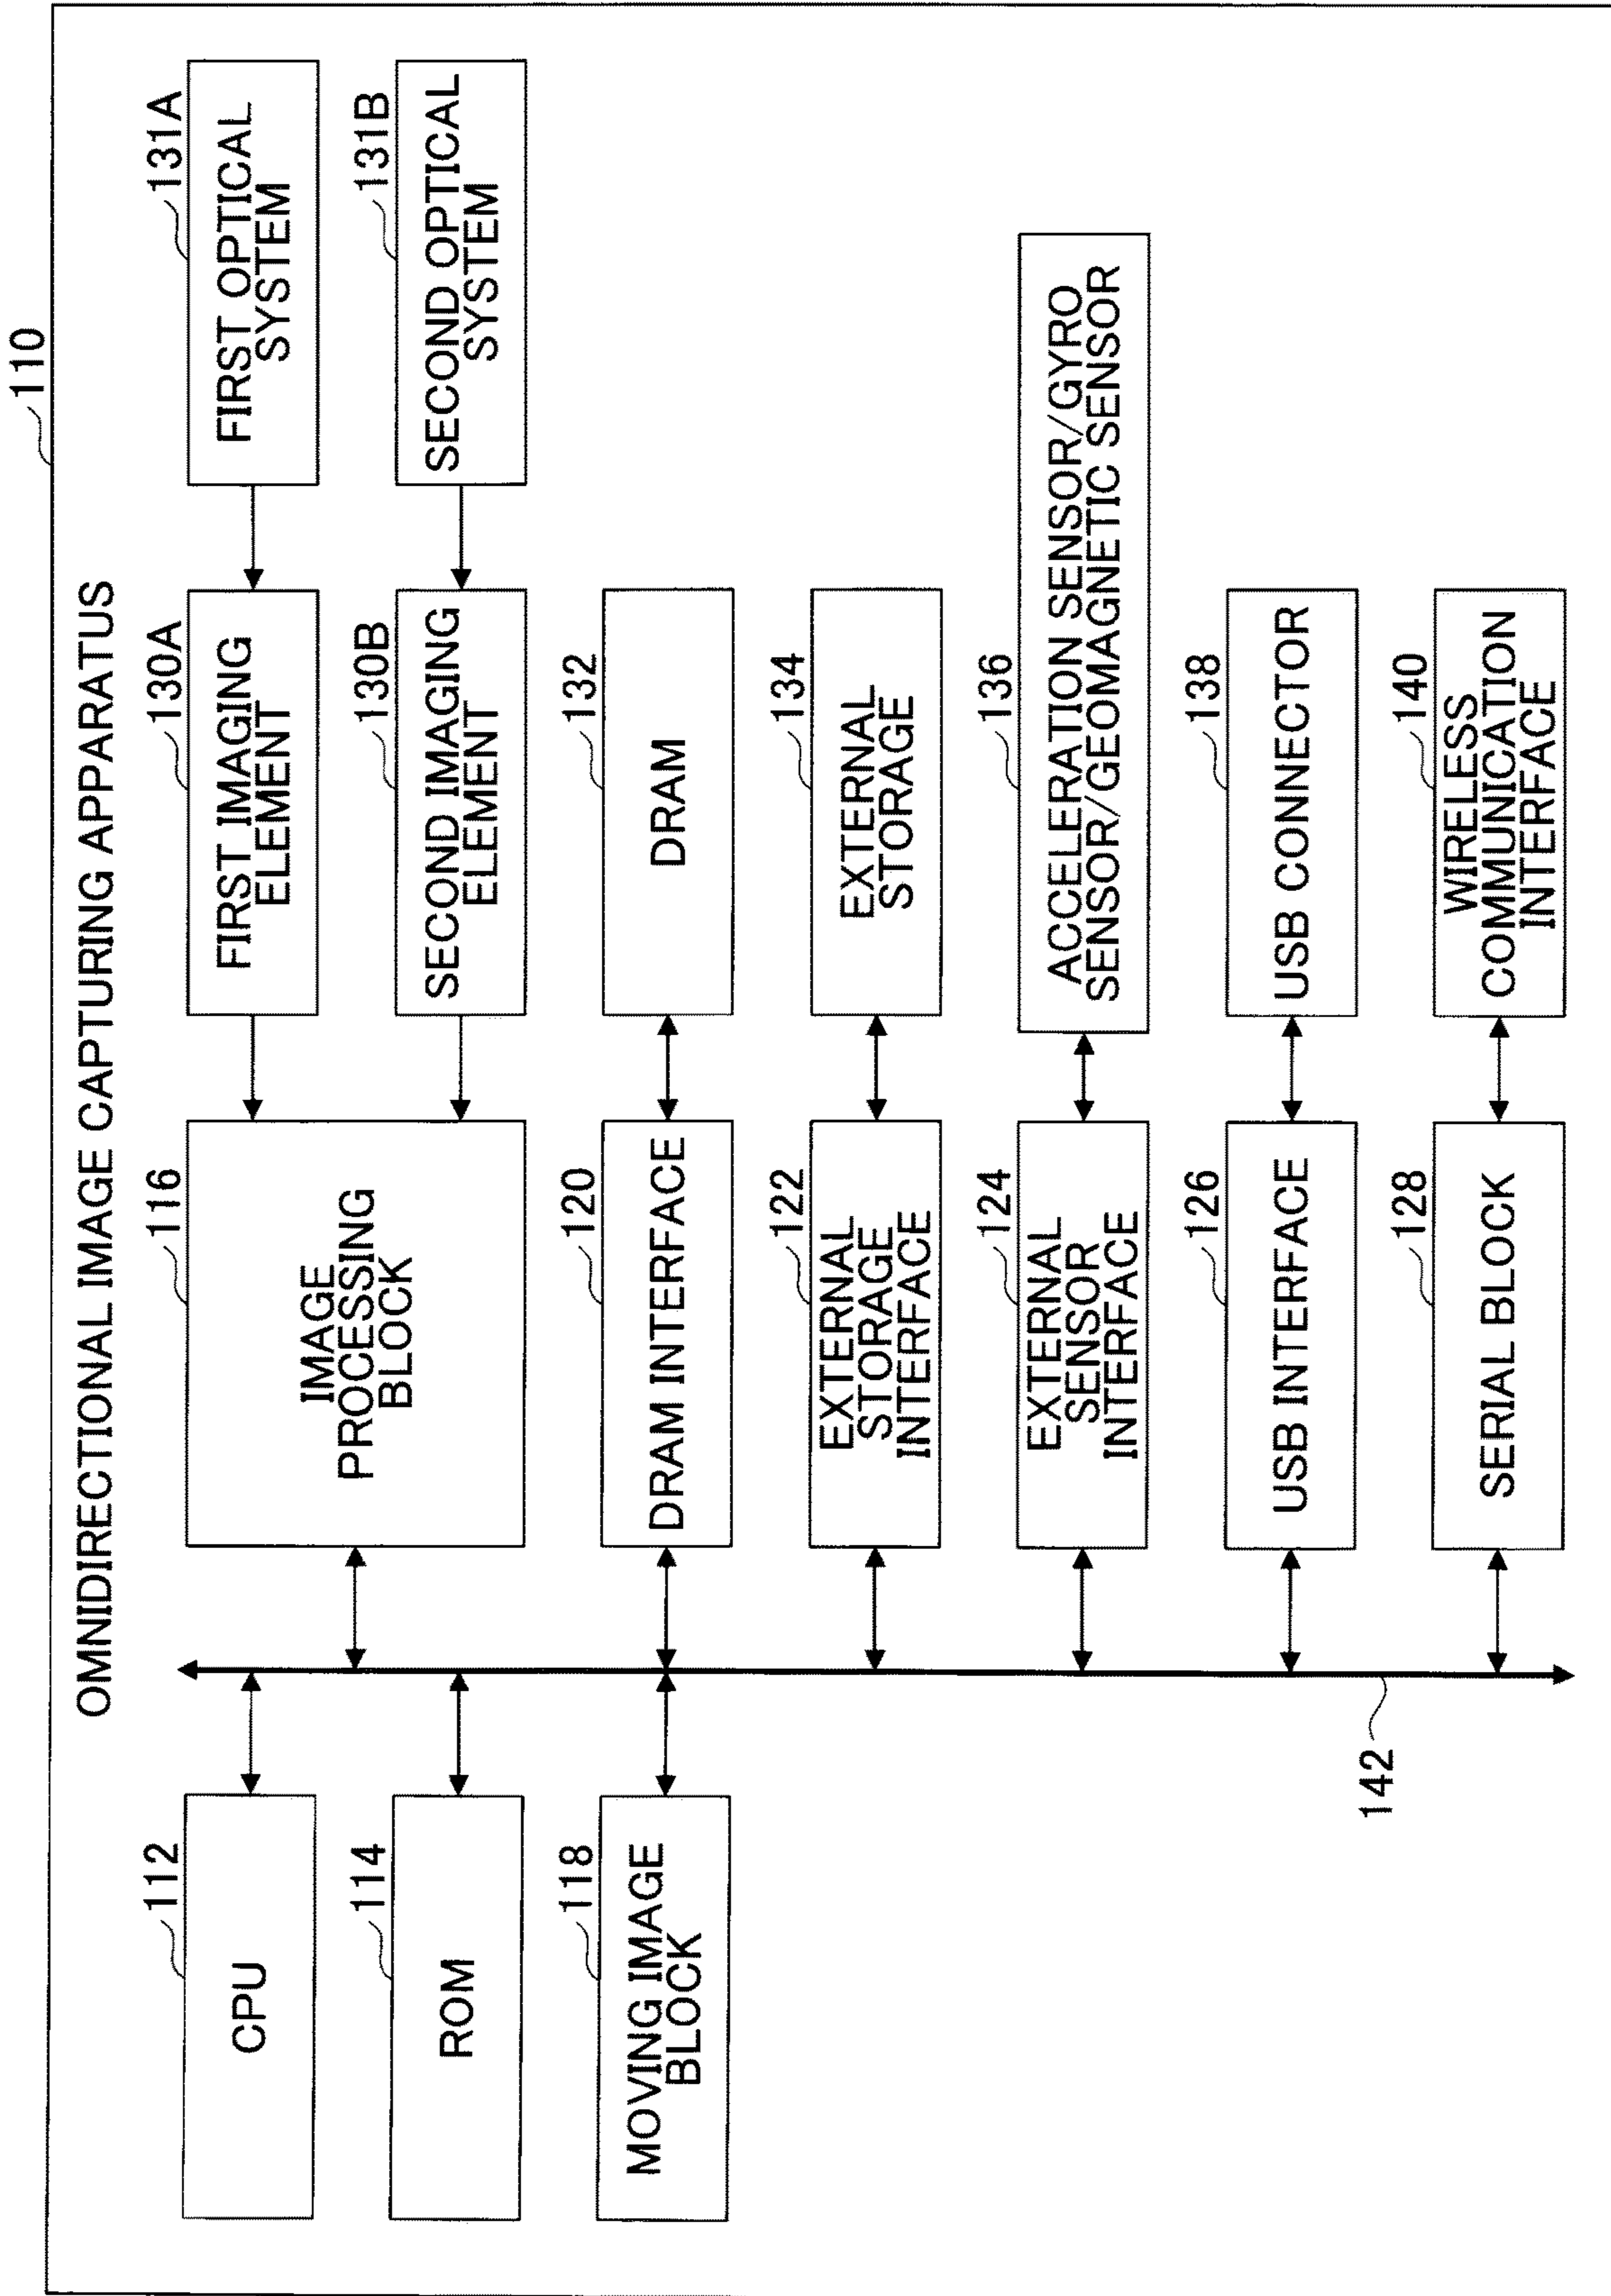 110
OMNIDIRECTIONAL IMAGE CAPTURING APPARATUS
112
CPU
114
ROM
118
MOVING IMAGE
BLOCK
142
116
IMAGE
PROCESSING
BLOCK
120
DRAM INTERFACE
122
EXTERNAL
STORAGE
INTERFACE
124
EXTERNAL
SENSOR
INTERFACE
126
USB INTERFACE
128
SERIAL BLOCK
130A
FIRST IMAGING
ELEMENT
130B
SECOND IMAGING
ELEMENT
132
DRAM
134
EXTERNAL
STORAGE
136
ACCELERATION SENSOR/GYRO
SENSOR/GEOMAGNETIC SENSOR
138
USB CONNECTOR
140
WIRELESS
COMMUNICATION
INTERFACE
131A
FIRST OPTICAL
SYSTEM
131B
SECOND OPTICAL
SYSTEM